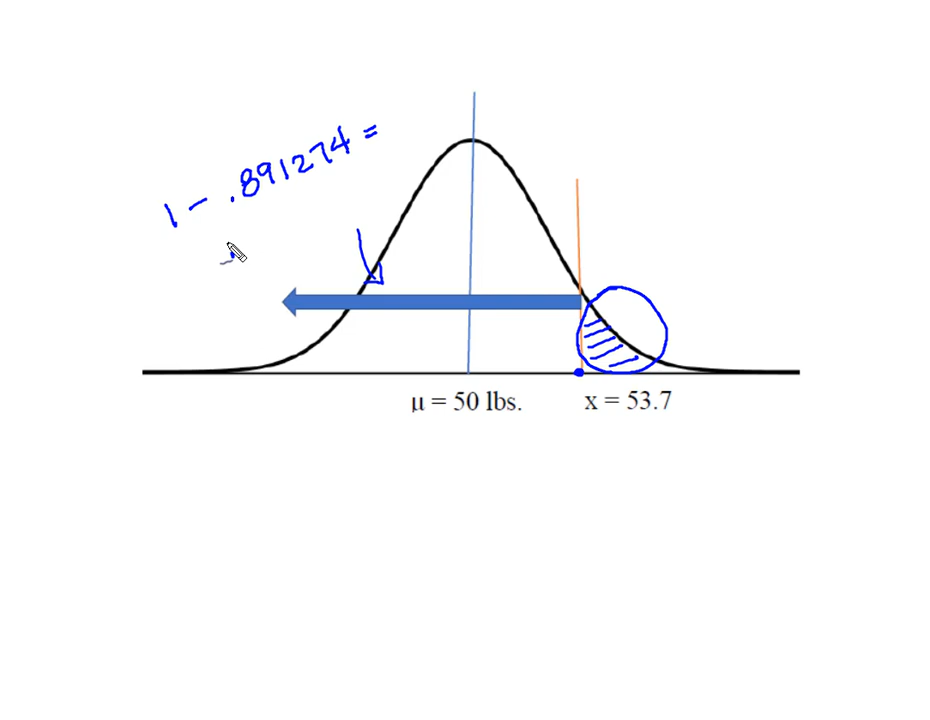 1 - .891274 =
μ = 50 lbs.
x = 53.7